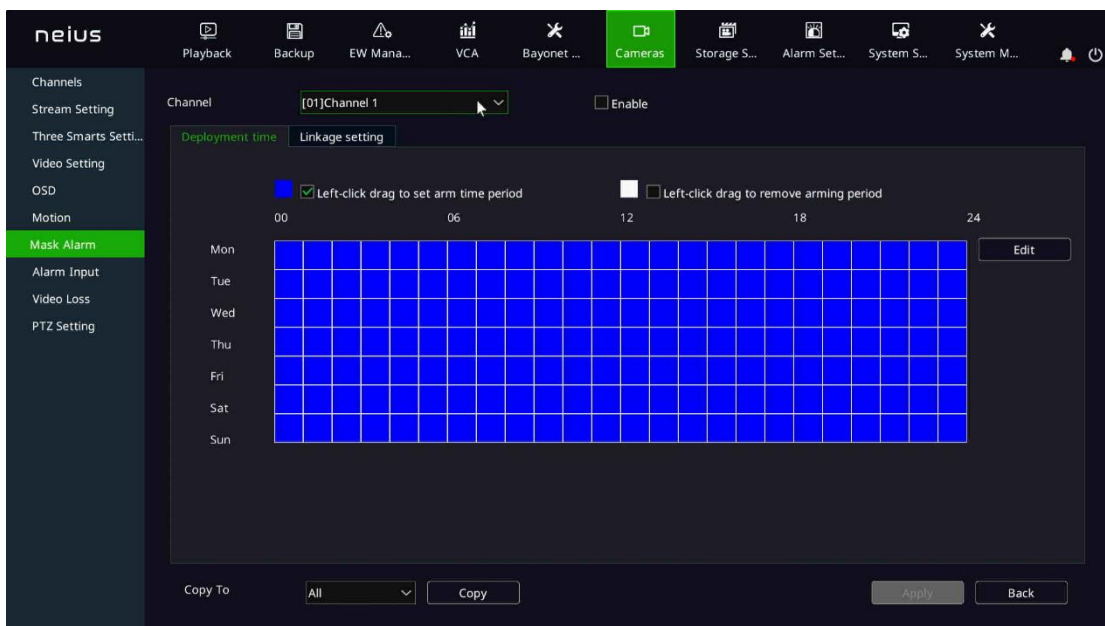 neius
Playback
Backup
EW Mana...
VCA
Bayonet ...
Cameras
Storage S...
Alarm Set...
System S...
System M...
Channels
Stream Setting
Three Smarts Setti...
Video Setting
OSD
Motion
Mask Alarm
Alarm Input
Video Loss
PTZ Setting
Channel
[01]Channel 1
Enable
Deployment time
Linkage setting
Left-click drag to set arm time period
Left-click drag to remove arming period
00 06 12 18 24
Mon
Edit
Tue
Wed
Thu
Fri
Sat
Sun
Copy To
All
Copy
Apply
Back